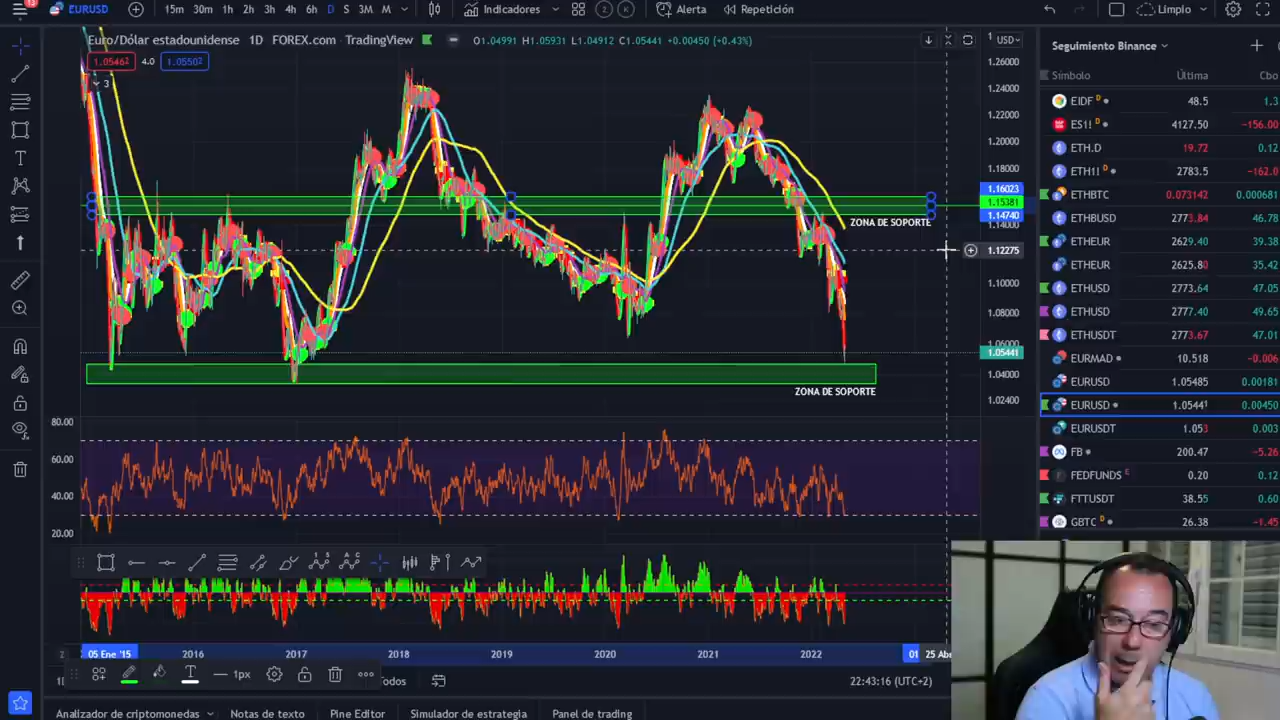 13
EURUSD
15m 30m 1h 2h 3h 4h 6h D S 3M M
Indicadores
2 K
Alerta
Repetición
Limplo
Euro/Dólar estadounidense 1D FOREX.com TradingView
O1.04991 H1.05931 L1.04912 C1.05441 +0.00450 (+0.43%)
1.05462 4.0 1.05502
3
USD
1.26000
1.24000
1.22000
1.20000
1.18000
1.16023
1.15381
1.14740
1.14000
1.12275
1.10000
1.08000
1.06000
1.05441
1.04000
1.02400
ZONA DE SOPORTE
ZONA DE SOPORTE
80.00
60.00
40.00
20.00
05 Ene '15 2016 2017 2018 2019 2020 2021 2022 01 25 Abr
1px
22:43:16 (UTC+2)
Analizador de criptomonedas
Notas de texto
Pine Editor
Simulador de estrategia
Panel de trading
Seguimiento Binance
Símbolo Última Cbo
EIDF D 48.5 1.3
ES1! D 4127.50 -156.00
ETH.D 19.72 0.12
ETH1! D 2783.5 -162.0
ETHBTC 0.073142 0.000681
ETHBUSD 2773.84 46.78
ETHEUR 2629.40 39.38
ETHEUR 2625.80 35.42
ETHUSD 2773.64 47.05
ETHUSD 2777.40 49.65
ETHUSDT 2773.67 47.01
EURMAD 10.518 -0.006
EURUSD 1.05485 0.00181
EURUSD 1.05441 0.00450
EURUSDT 1.053 0.003
FB 200.47 -5.26
FEDFUNDS E 0.20 0.12
FTTUSDT 38.55 0.60
GBTC D 26.38 -1.45